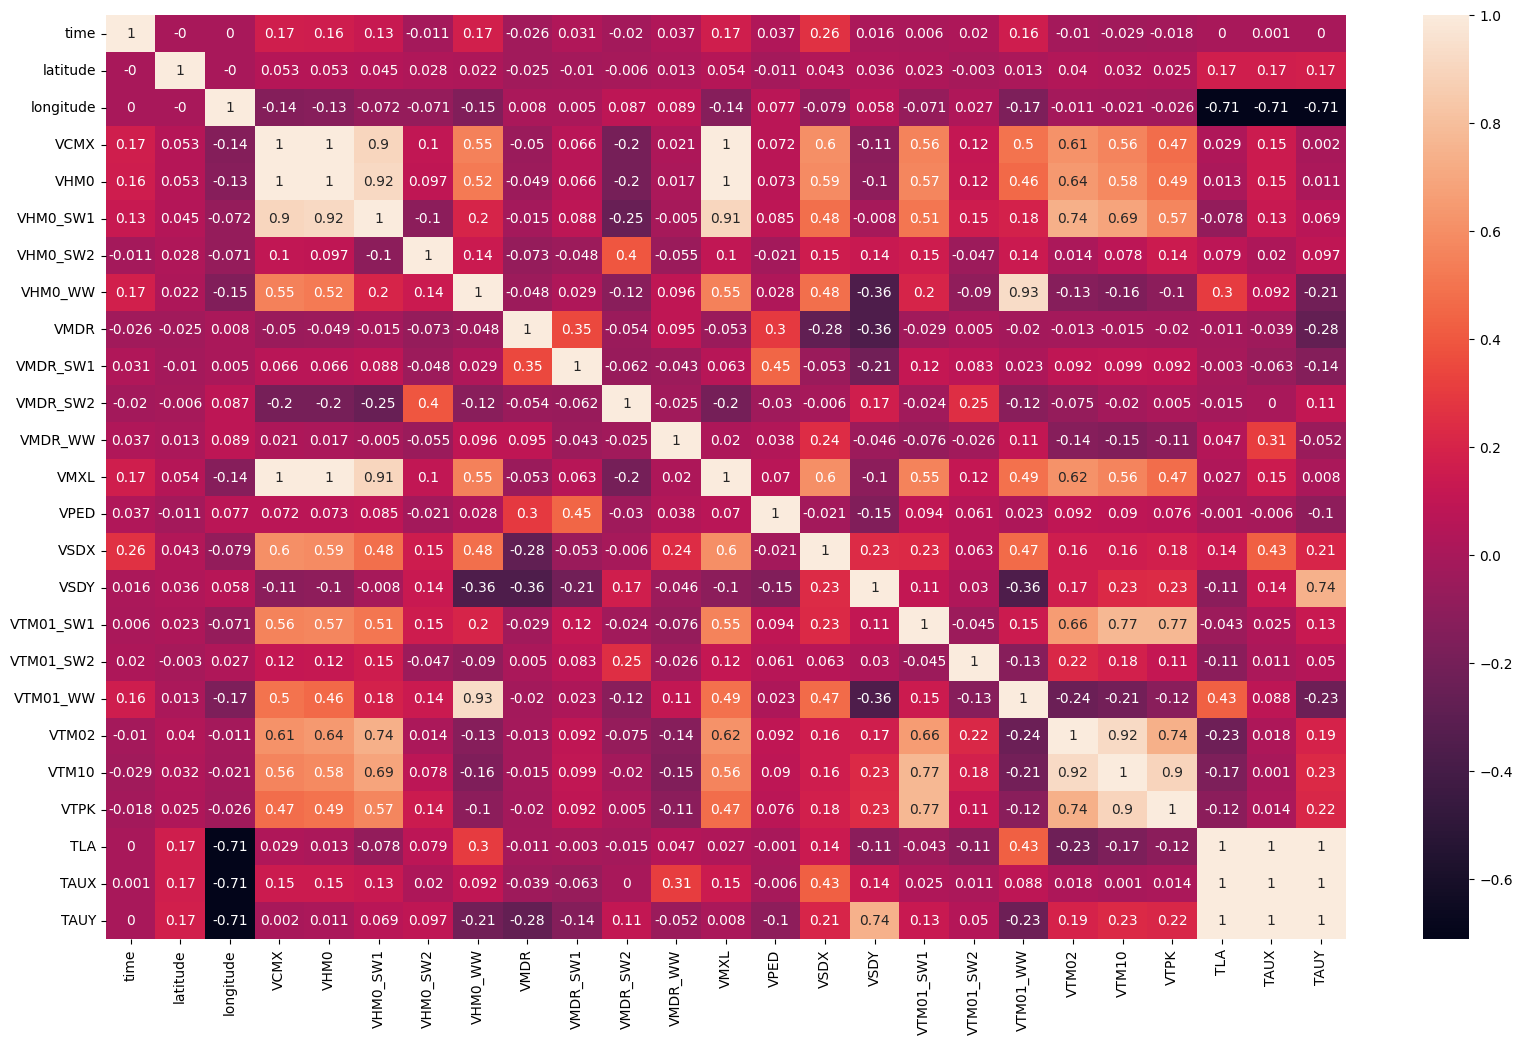 time 1 -0 0 0.17 0.16 0.13 -0.011 0.17 -0.026 0.031 -0.02 0.037 0.17 0.037 0.26 0.016 0.006 0.02 0.16 -0.01 -0.029 -0.018 0 0.001 0
latitude -0 1 -0 0.053 0.053 0.045 0.028 0.022 -0.025 -0.01 -0.006 0.013 0.054 -0.011 0.043 0.036 0.023 -0.003 0.013 0.04 0.032 0.025 0.17 0.17 0.17
longitude 0 -0 1 -0.14 -0.13 -0.072 -0.071 -0.15 0.008 0.005 0.087 0.089 -0.14 0.077 -0.079 0.058 -0.071 0.027 -0.17 -0.011 -0.021 -0.026 -0.71 -0.71 -0.71
VCMX 0.17 0.053 -0.14 1 1 0.9 0.1 0.55 -0.05 0.066 -0.2 0.021 1 0.072 0.6 -0.11 0.56 0.12 0.5 0.61 0.56 0.47 0.029 0.15 0.002
VHM0 0.16 0.053 -0.13 1 1 0.92 0.097 0.52 -0.049 0.066 -0.2 0.017 1 0.073 0.59 -0.1 0.57 0.12 0.46 0.64 0.58 0.49 0.013 0.15 0.011
VHM0_SW1 0.13 0.045 -0.072 0.9 0.92 1 -0.1 0.2 -0.015 0.088 -0.25 -0.005 0.91 0.085 0.48 -0.008 0.51 0.15 0.18 0.74 0.69 0.57 -0.078 0.13 0.069
VHM0_SW2 -0.011 0.028 -0.071 0.1 0.097 -0.1 1 0.14 -0.073 -0.048 0.4 -0.055 0.1 -0.021 0.15 0.14 0.15 -0.047 0.14 0.014 0.078 0.14 0.079 0.02 0.097
VHM0_WW 0.17 0.022 -0.15 0.55 0.52 0.2 0.14 1 -0.048 0.029 -0.12 0.096 0.55 0.028 0.48 -0.36 0.2 -0.09 0.93 -0.13 -0.16 -0.1 0.3 0.092 -0.21
VMDR -0.026 -0.025 0.008 -0.05 -0.049 -0.015 -0.073 -0.048 1 0.35 -0.054 0.095 -0.053 0.3 -0.28 -0.36 -0.029 0.005 -0.02 -0.013 -0.015 -0.02 -0.011 -0.039 -0.28
VMDR_SW1 0.031 -0.01 0.005 0.066 0.066 0.088 -0.048 0.029 0.35 1 -0.062 -0.043 0.063 0.45 -0.053 -0.21 0.12 0.083 0.023 0.092 0.099 0.092 -0.003 -0.063 -0.14
VMDR_SW2 -0.02 -0.006 0.087 -0.2 -0.2 -0.25 0.4 -0.12 -0.054 -0.062 1 -0.025 -0.2 -0.03 -0.006 0.17 -0.024 0.25 -0.12 -0.075 -0.02 0.005 -0.015 0 0.11
VMDR_WW 0.037 0.013 0.089 0.021 0.017 -0.005 -0.055 0.096 0.095 -0.043 -0.025 1 0.02 0.038 0.24 -0.046 -0.076 -0.026 0.11 -0.14 -0.15 -0.11 0.047 0.31 -0.052
VMXL 0.17 0.054 -0.14 1 1 0.91 0.1 0.55 -0.053 0.063 -0.2 0.02 1 0.07 0.6 -0.1 0.55 0.12 0.49 0.62 0.56 0.47 0.027 0.15 0.008
VPED 0.037 -0.011 0.077 0.072 0.073 0.085 -0.021 0.028 0.3 0.45 -0.03 0.038 0.07 1 -0.021 -0.15 0.094 0.061 0.023 0.092 0.09 0.076 -0.001 -0.006 -0.1
VSDX 0.26 0.043 -0.079 0.6 0.59 0.48 0.15 0.48 -0.28 -0.053 -0.006 0.24 0.6 -0.021 1 0.23 0.23 0.063 0.47 0.16 0.16 0.18 0.14 0.43 0.21
VSDY 0.016 0.036 0.058 -0.11 -0.1 -0.008 0.14 -0.36 -0.36 -0.21 0.17 -0.046 -0.1 -0.15 0.23 1 0.11 0.03 -0.36 0.17 0.23 0.23 -0.11 0.14 0.74
VTM01_SW1 0.006 0.023 -0.071 0.56 0.57 0.51 0.15 0.2 -0.029 0.12 -0.024 -0.076 0.55 0.094 0.23 0.11 1 -0.045 0.15 0.66 0.77 0.77 -0.043 0.025 0.13
VTM01_SW2 0.02 -0.003 0.027 0.12 0.12 0.15 -0.047 -0.09 0.005 0.083 0.25 -0.026 0.12 0.061 0.063 0.03 -0.045 1 -0.13 0.22 0.18 0.11 -0.11 0.011 0.05
VTM01_WW 0.16 0.013 -0.17 0.5 0.46 0.18 0.14 0.93 -0.02 0.023 -0.12 0.11 0.49 0.023 0.47 -0.36 0.15 -0.13 1 -0.24 -0.21 -0.12 0.43 0.088 -0.23
VTM02 -0.01 0.04 -0.011 0.61 0.64 0.74 0.014 -0.13 -0.013 0.092 -0.075 -0.14 0.62 0.092 0.16 0.17 0.66 0.22 -0.24 1 0.92 0.74 -0.23 0.018 0.19
VTM10 -0.029 0.032 -0.021 0.56 0.58 0.69 0.078 -0.16 -0.015 0.099 -0.02 -0.15 0.56 0.09 0.16 0.23 0.77 0.18 -0.21 0.92 1 0.9 -0.17 0.001 0.23
VTPK -0.018 0.025 -0.026 0.47 0.49 0.57 0.14 -0.1 -0.02 0.092 0.005 -0.11 0.47 0.076 0.18 0.23 0.77 0.11 -0.12 0.74 0.9 1 -0.12 0.014 0.22
TLA 0 0.17 -0.71 0.029 0.013 -0.078 0.079 0.3 -0.011 -0.003 -0.015 0.047 0.027 -0.001 0.14 -0.11 -0.043 -0.11 0.43 -0.23 -0.17 -0.12 1 1 1
TAUX 0.001 0.17 -0.71 0.15 0.15 0.13 0.02 0.092 -0.039 -0.063 0 0.31 0.15 -0.006 0.43 0.14 0.025 0.011 0.088 0.018 0.001 0.014 1 1 1
TAUY 0 0.17 -0.71 0.002 0.011 0.069 0.097 -0.21 -0.28 -0.14 0.11 -0.052 0.008 -0.1 0.21 0.74 0.13 0.05 -0.23 0.19 0.23 0.22 1 1 1
time latitude longitude VCMX VHM0 VHM0_SW1 VHM0_SW2 VHM0_WW VMDR VMDR_SW1 VMDR_SW2 VMDR_WW VMXL VPED VSDX VSDY VTM01_SW1 VTM01_SW2 VTM01_WW VTM02 VTM10 VTPK TLA TAUX TAUY
1.0
0.8
0.6
0.4
0.2
0.0
−0.2
−0.4
−0.6